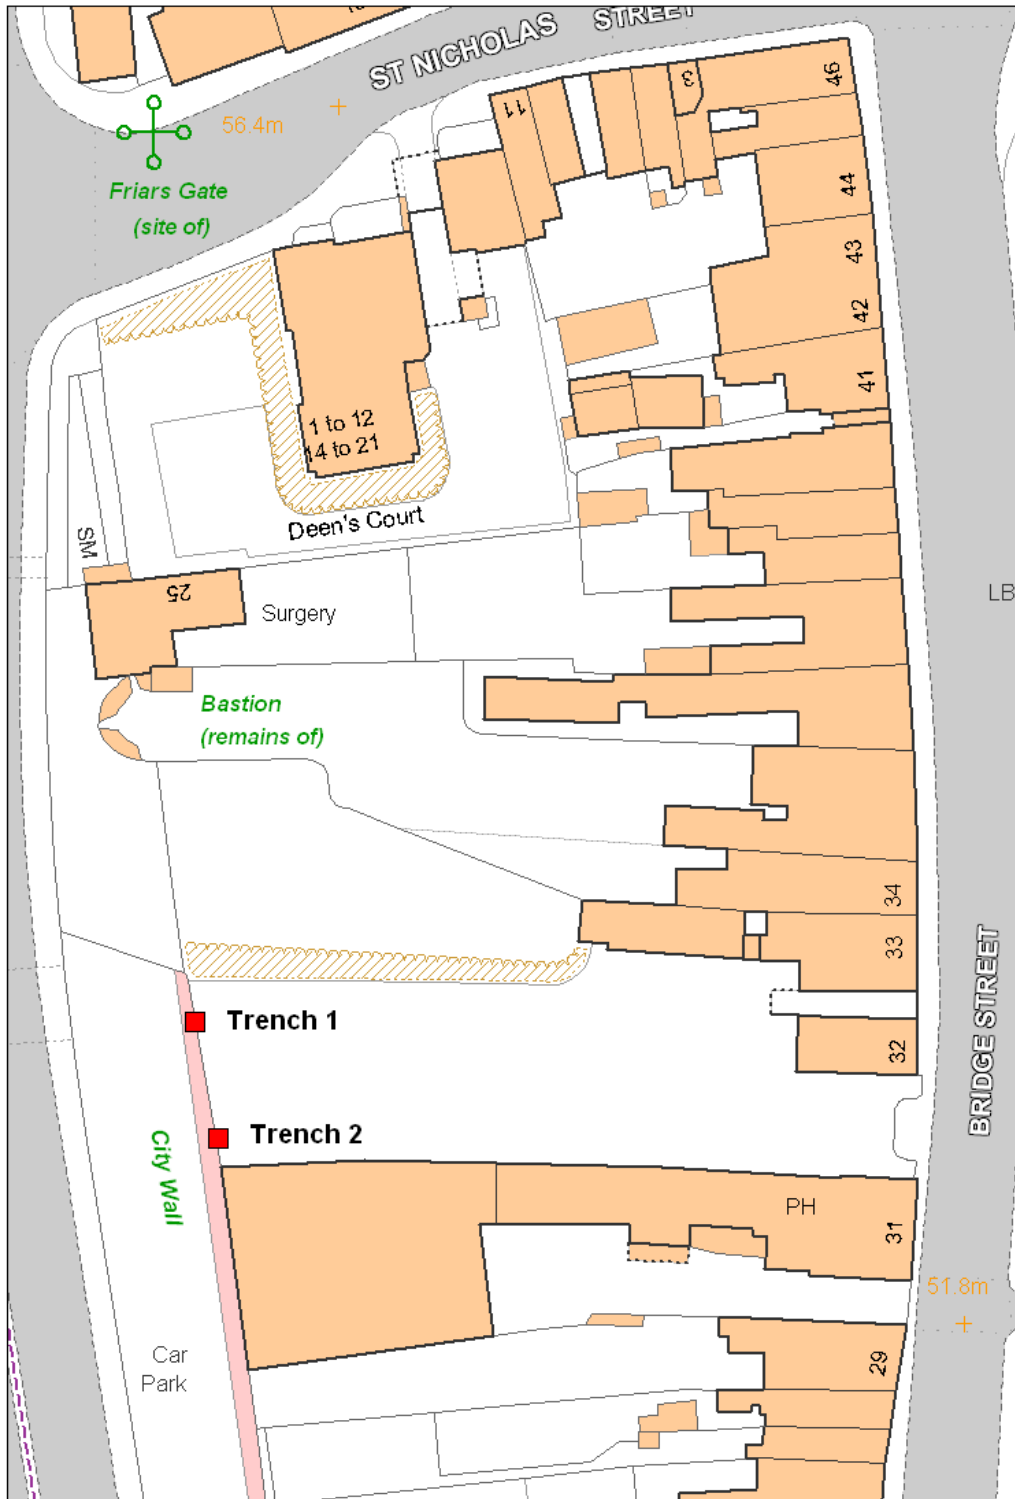 ST NICHOLAS STREET
56.4m
Friars Gate
(site of)
11
3
46
44
43
42
41
1 to 12
14 to 21
Deen's Court
SM
25
Surgery
LB
Bastion
(remains of)
34
33
32
BRIDGE STREET
Trench 1
Trench 2
City Wall
PH
31
51.8m
Car
Park
29